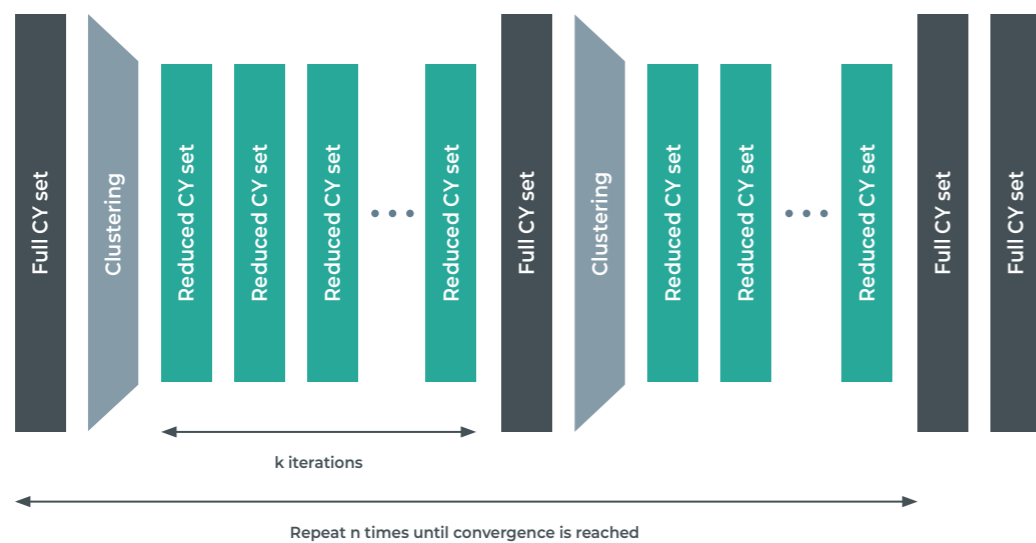 Full CY set
Clustering
Reduced CY set
Reduced CY set
Reduced CY set
Reduced CY set
Full CY set
Clustering
Reduced CY set
Reduced CY set
Reduced CY set
Full CY set
Full CY set
k iterations
Repeat n times until convergence is reached